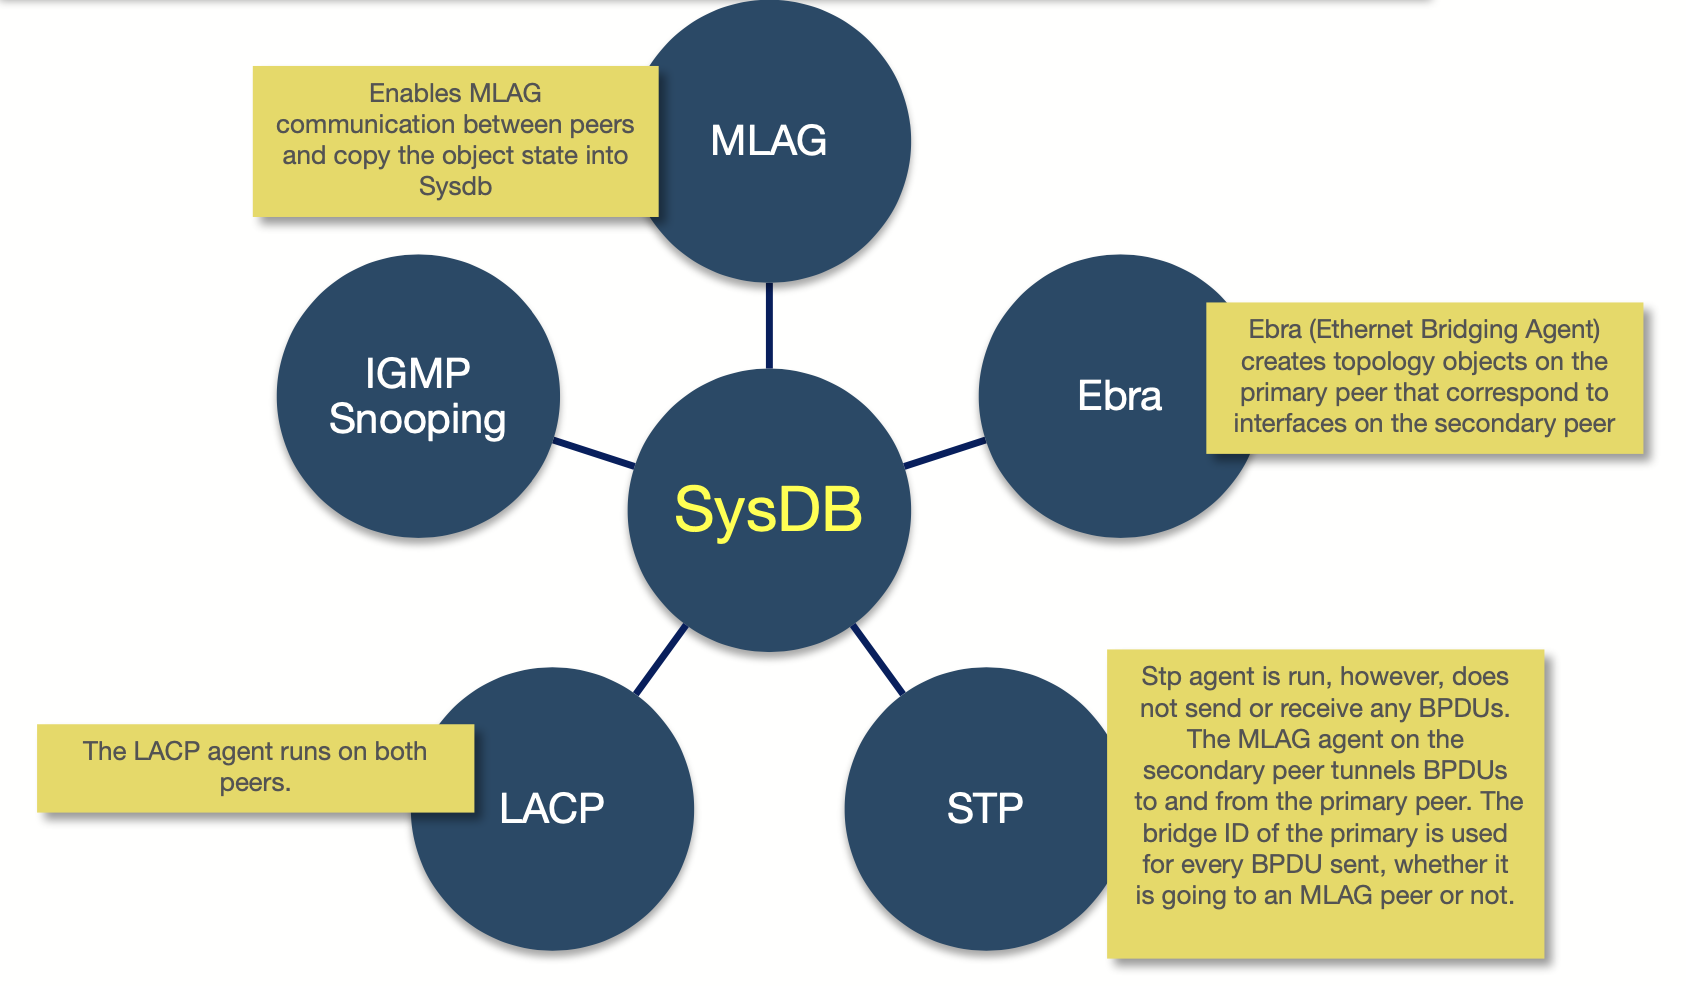 Enables MLAG
communication between peers
and copy the object state into
Sysdb
MLAG
IGMP
Snooping
Ebra
Ebra (Ethernet Bridging Agent)
creates topology objects on the
primary peer that correspond to
interfaces on the secondary peer
SysDB
The LACP agent runs on both
peers.
LACP
STP
Stp agent is run, however, does
not send or receive any BPDUs.
The MLAG agent on the
secondary peer tunnels BPDUs
to and from the primary peer. The
bridge ID of the primary is used
for every BPDU sent, whether it
is going to an MLAG peer or not.